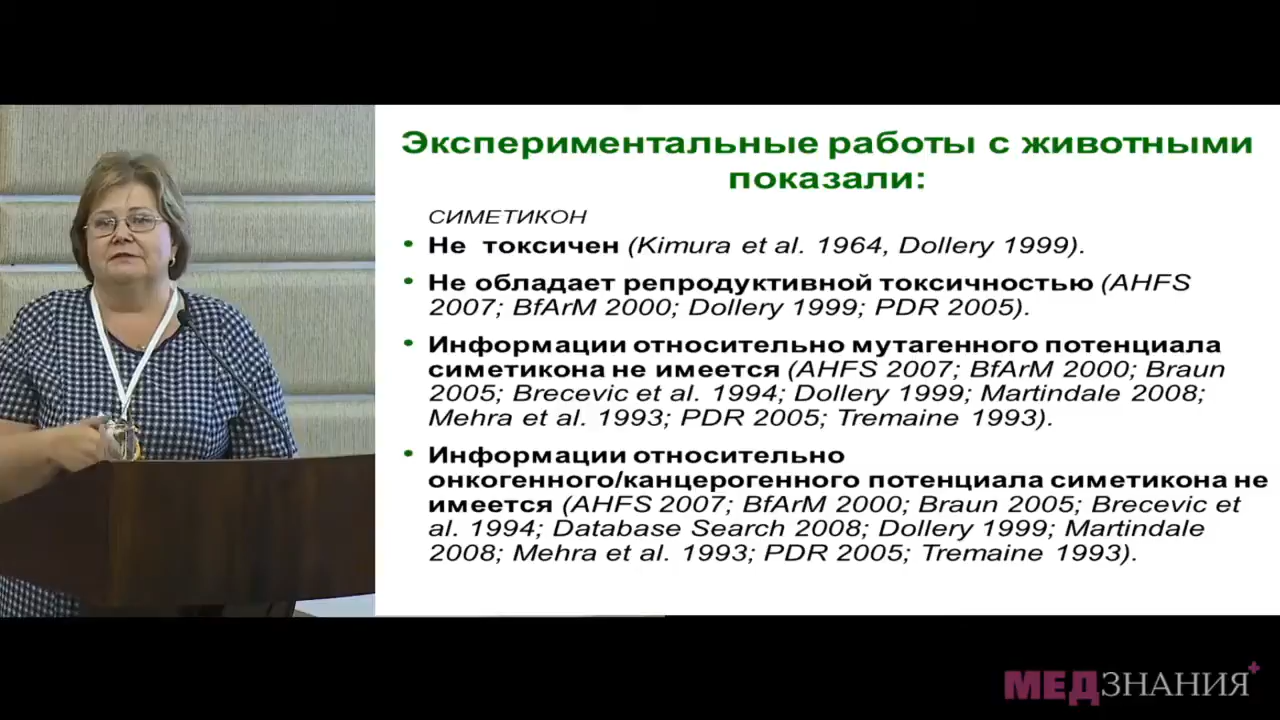 Экспериментальные работы с животными
показали:
СИМЕТИКОН
• Не токсичен (Kimura et al. 1964, Dollery 1999).
• Не обладает репродуктивной токсичностью (AHFS
2007; BfArM 2000; Dollery 1999; PDR 2005).
• Информации относительно мутагенного потенциала
симетикона не имеется (AHFS 2007; BfArM 2000; Braun
2005; Brecevic et al. 1994; Dollery 1999; Martindale 2008;
Mehra et al. 1993; PDR 2005; Tremaine 1993).
• Информации относительно
онкогенного/канцерогенного потенциала симетикона не
имеется (AHFS 2007; BfArM 2000; Braun 2005; Brecevic et
al. 1994; Database Search 2008; Dollery 1999; Martindale
2008; Mehra et al. 1993; PDR 2005; Tremaine 1993).
МЕДЗНАНИЯ+